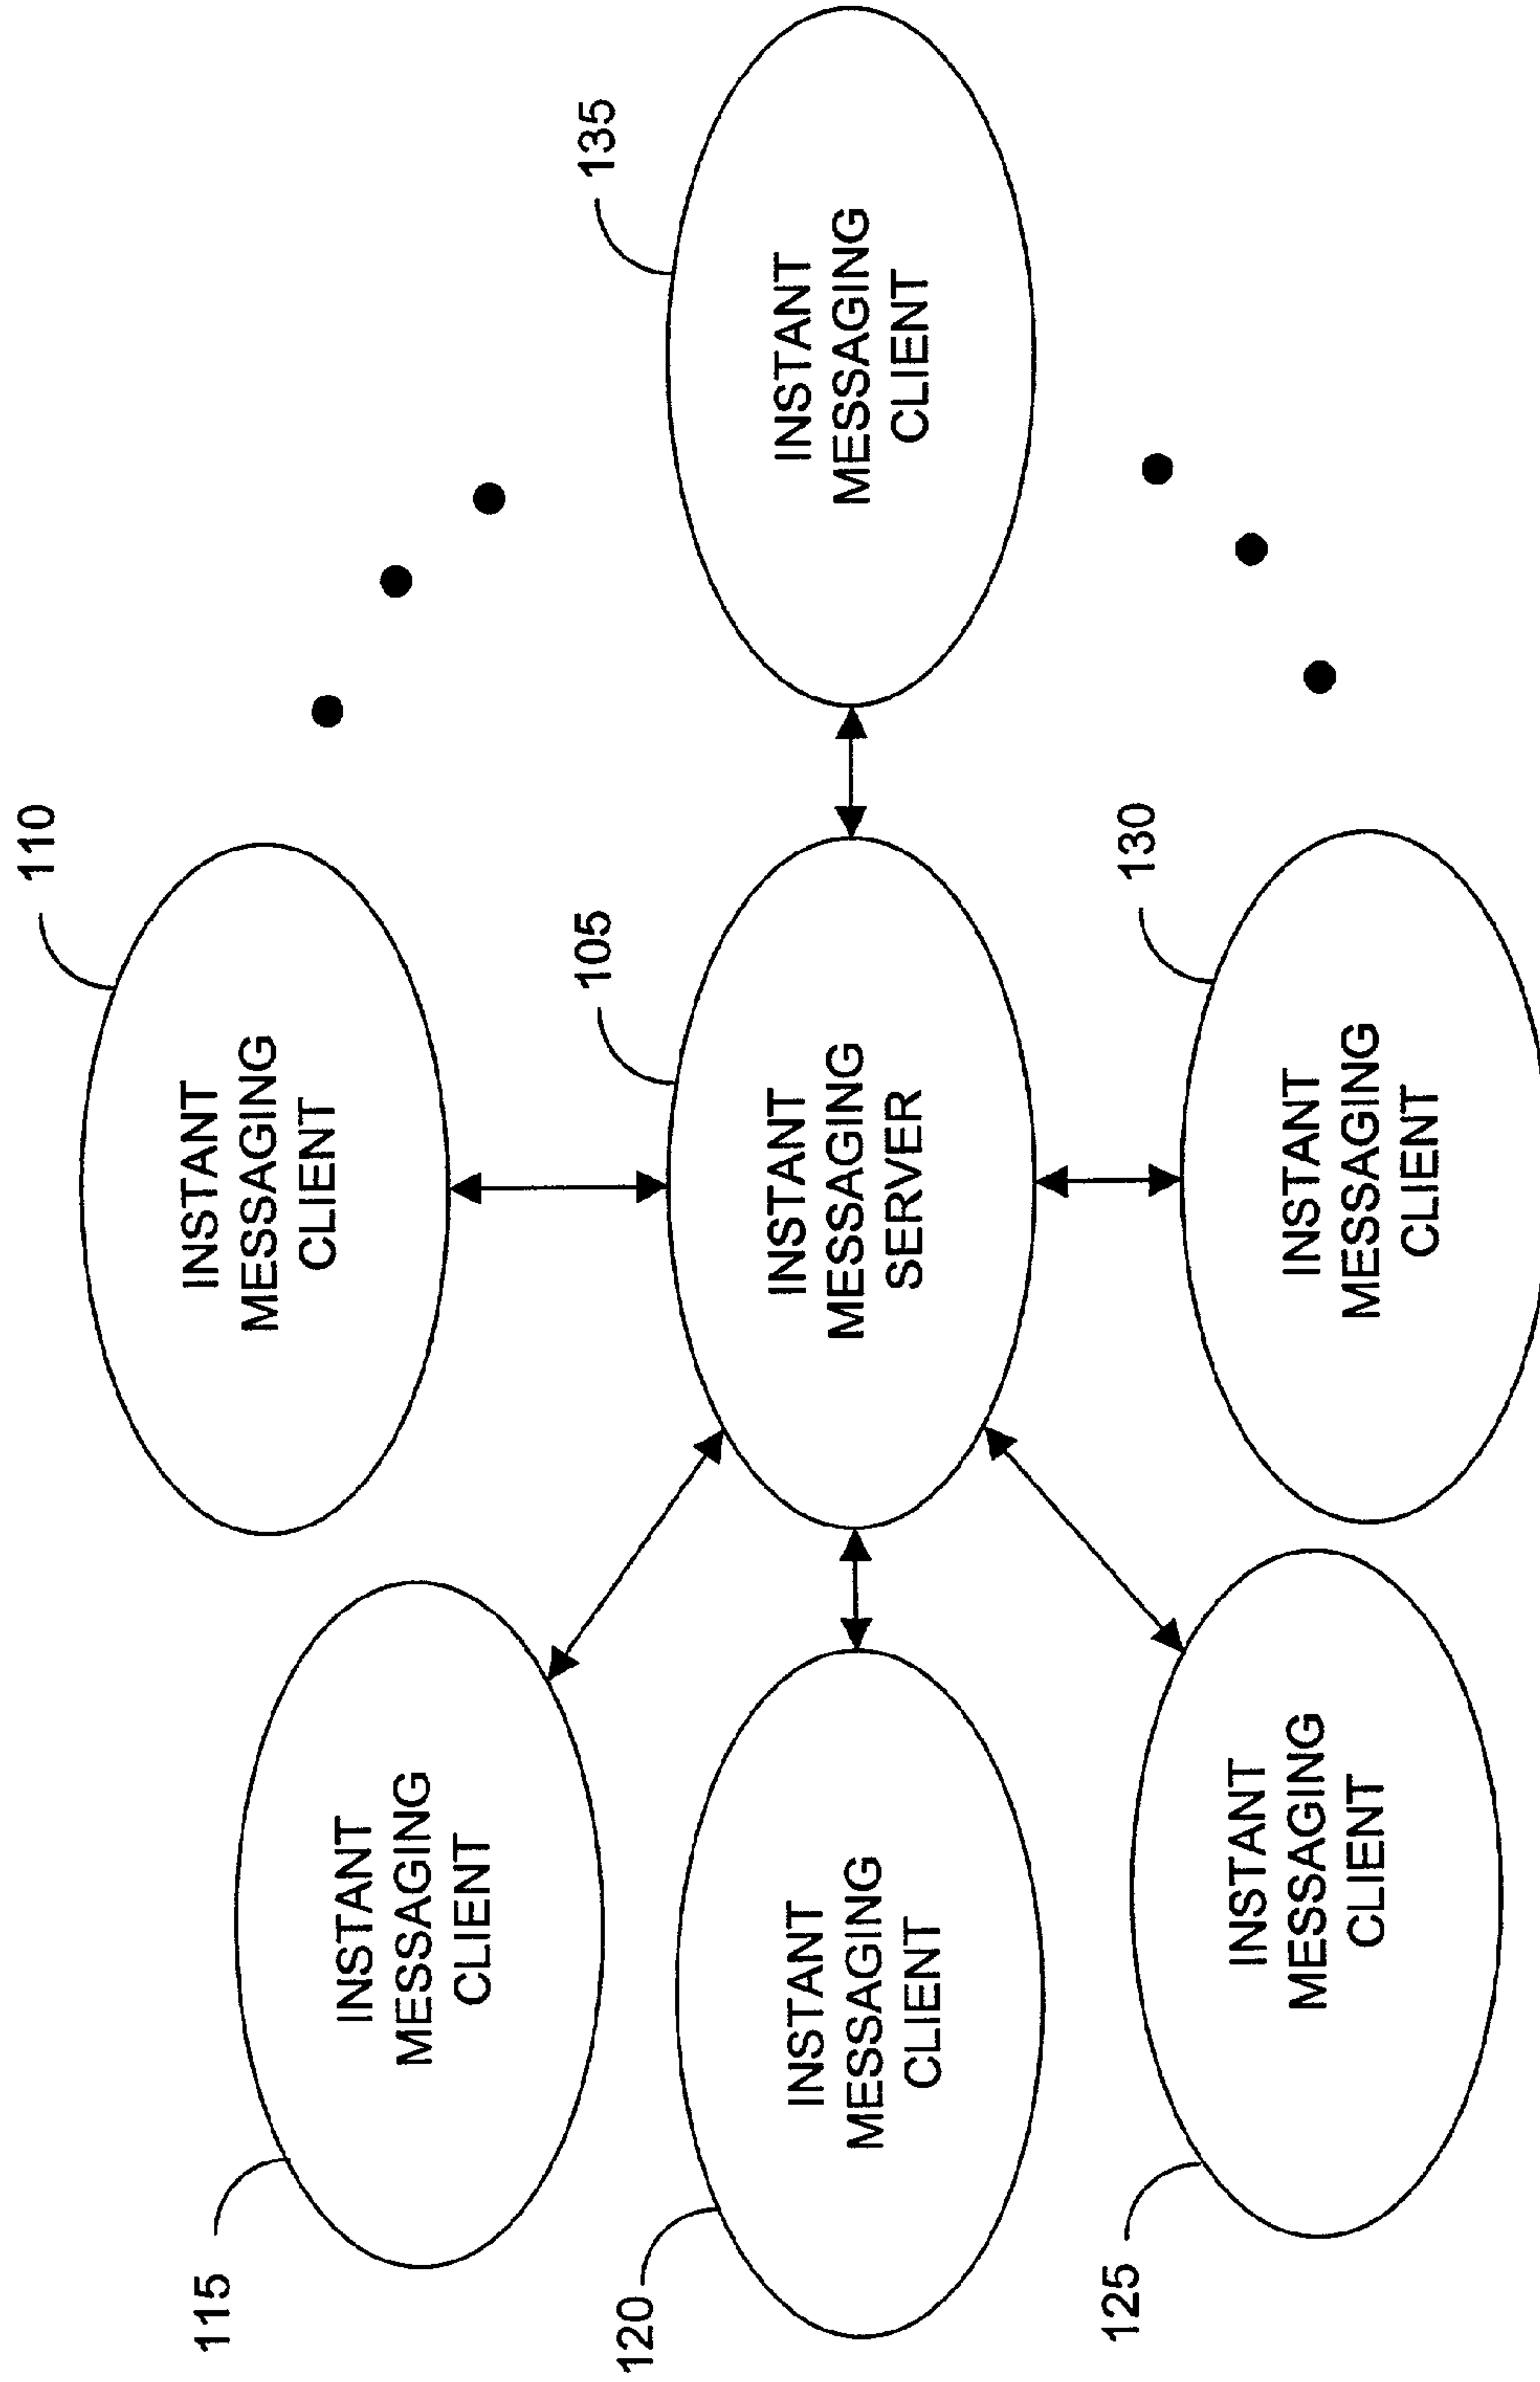 110
INSTANT
MESSAGING
CLIENT
115
INSTANT
MESSAGING
CLIENT
105
INSTANT
MESSAGING
SERVER
135
INSTANT
MESSAGING
CLIENT
120
INSTANT
MESSAGING
CLIENT
125
INSTANT
MESSAGING
CLIENT
130
INSTANT
MESSAGING
CLIENT